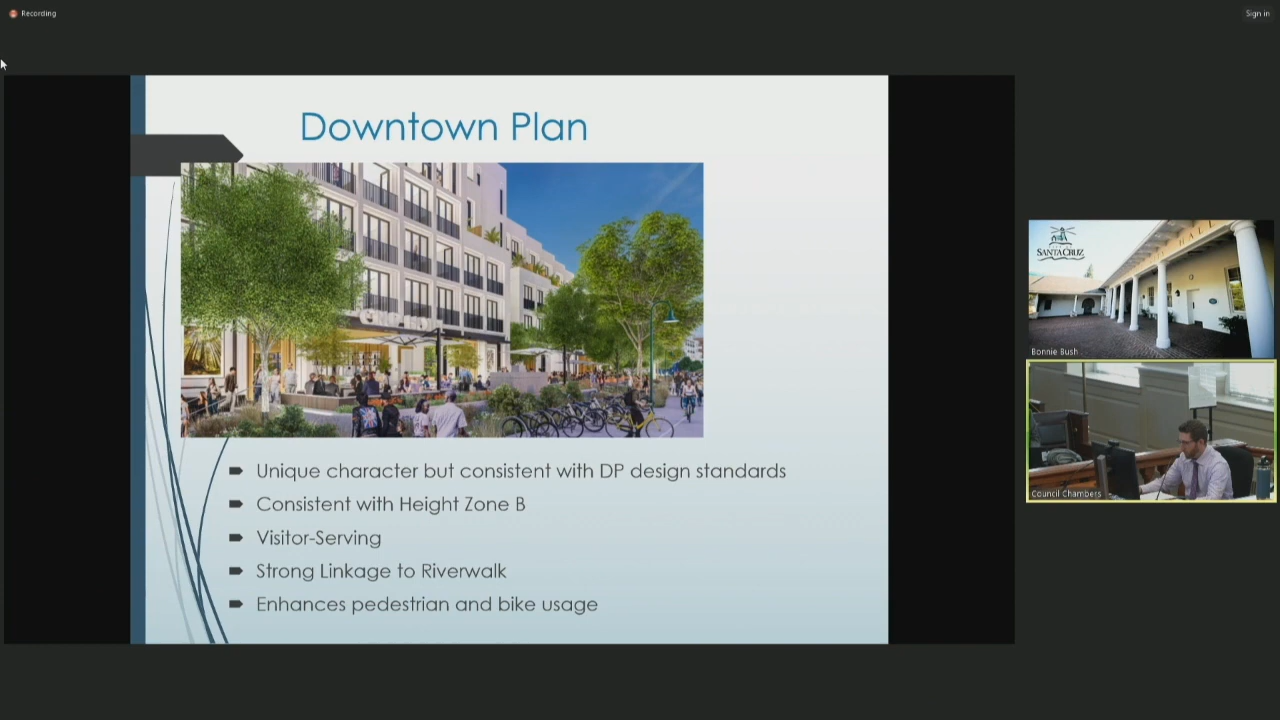 Recording
Sign in
Downtown Plan
Unique character but consistent with DP design standards
Consistent with Height Zone B
Visitor-Serving
Strong Linkage to Riverwalk
Enhances pedestrian and bike usage
SANTA CRUZ
HALL
Bonnie Bush
Council Chambers